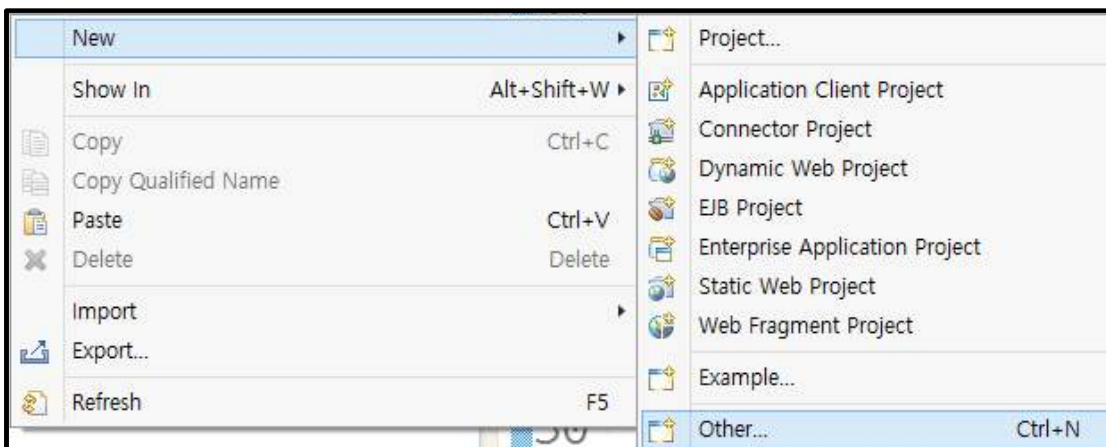 New
Show In Alt+Shift+W
Copy Ctrl+C
Copy Qualified Name
Paste Ctrl+V
Delete Delete
Import
Export...
Refresh F5
Project...
Application Client Project
Connector Project
Dynamic Web Project
EJB Project
Enterprise Application Project
Static Web Project
Web Fragment Project
Example...
Other... Ctrl+N